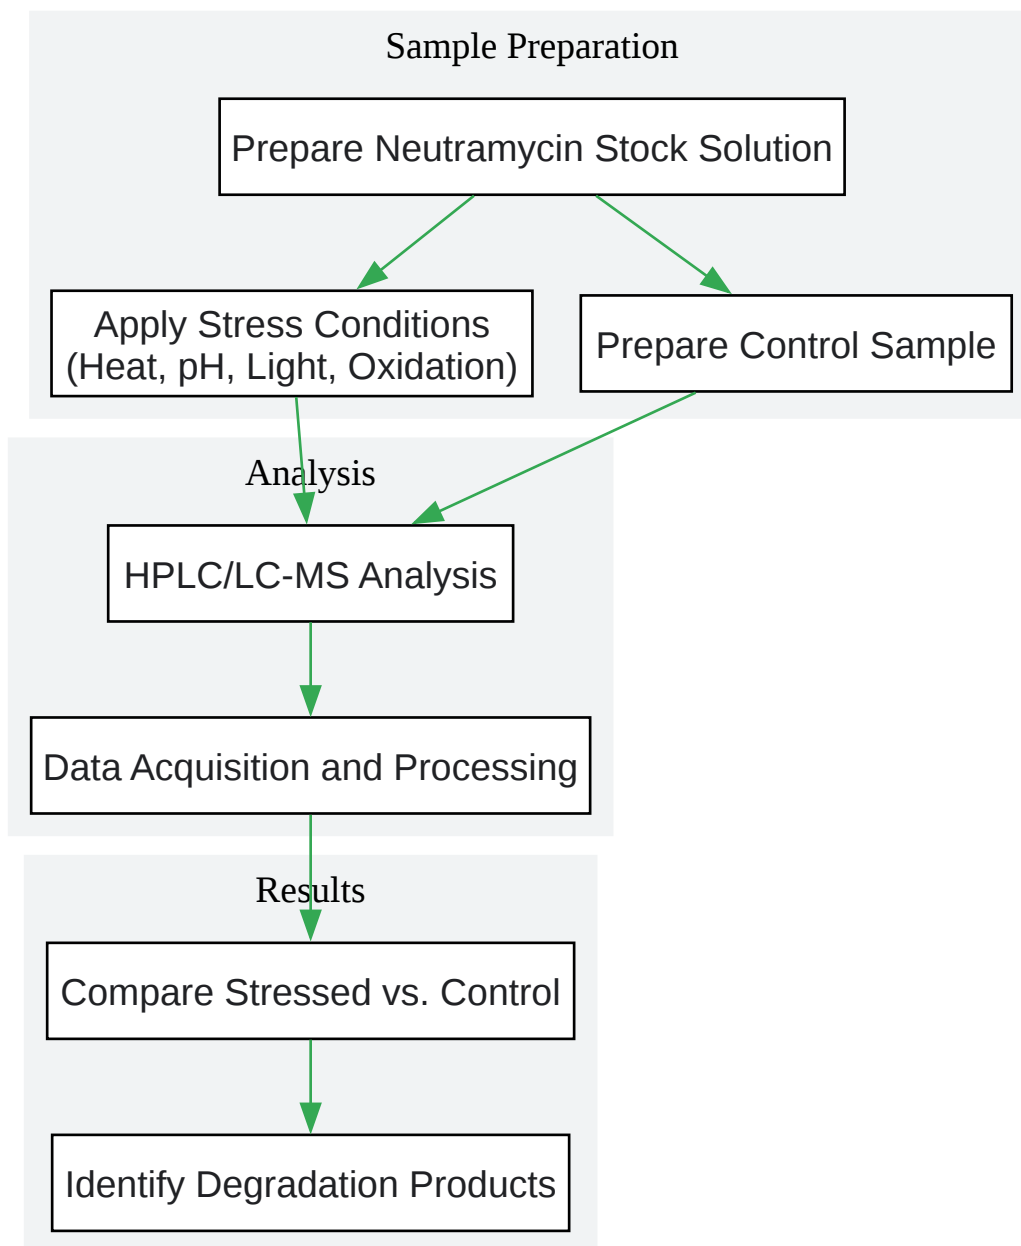 Sample Preparation
Prepare Neutramycin Stock Solution
Apply Stress Conditions
(Heat, pH, Light, Oxidation)
Prepare Control Sample
Analysis
HPLC/LC-MS Analysis
Data Acquisition and Processing
Results
Compare Stressed vs. Control
Identify Degradation Products